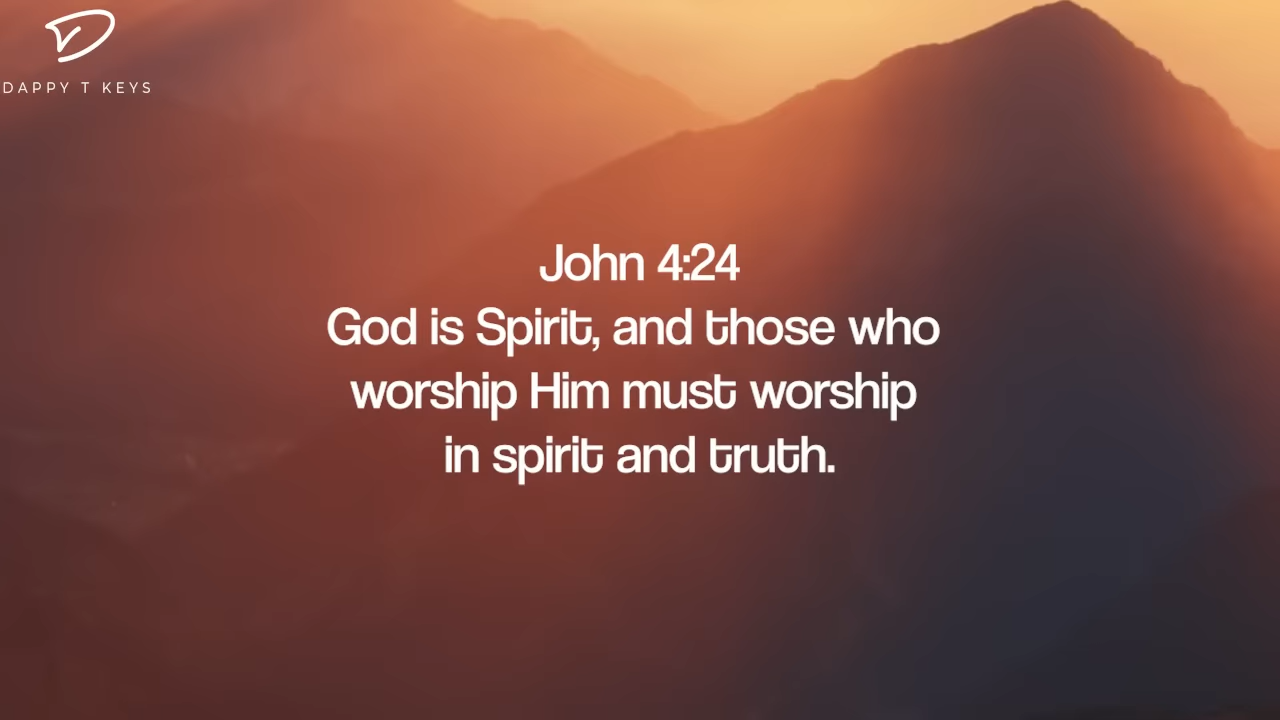 DAPPY T KEYS
John 4:24
God is Spirit, and those who
worship Him must worship
in spirit and truth.